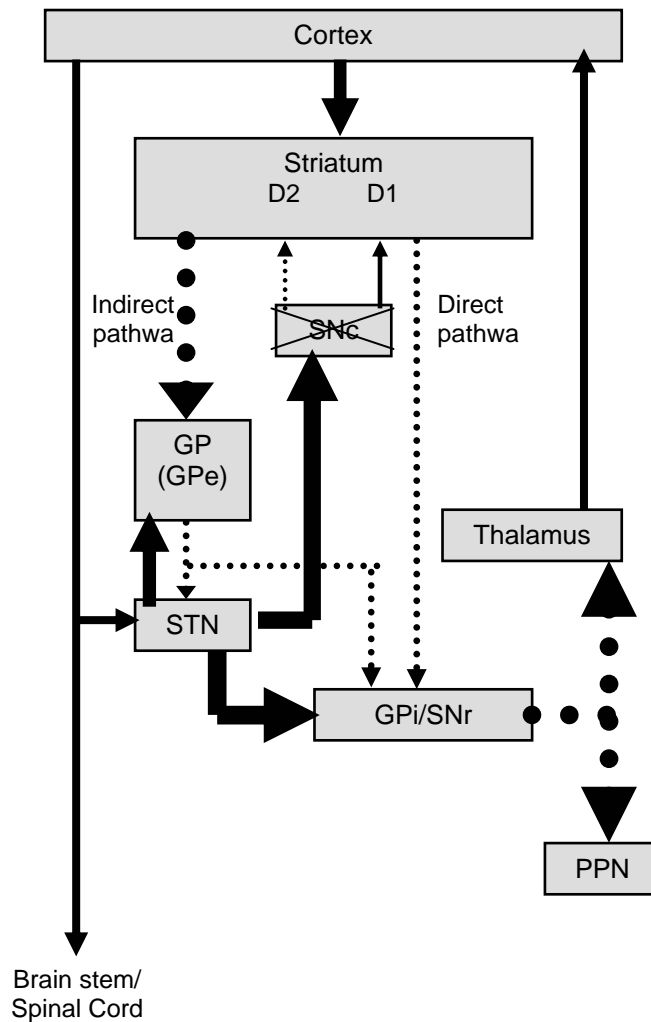 Cortex
Striatum
D2 D1
Indirect
pathwa
Direct
pathwa
SNc
GP
(GPe)
Thalamus
STN
GPi/SNr
PPN
Brain stem/
Spinal Cord